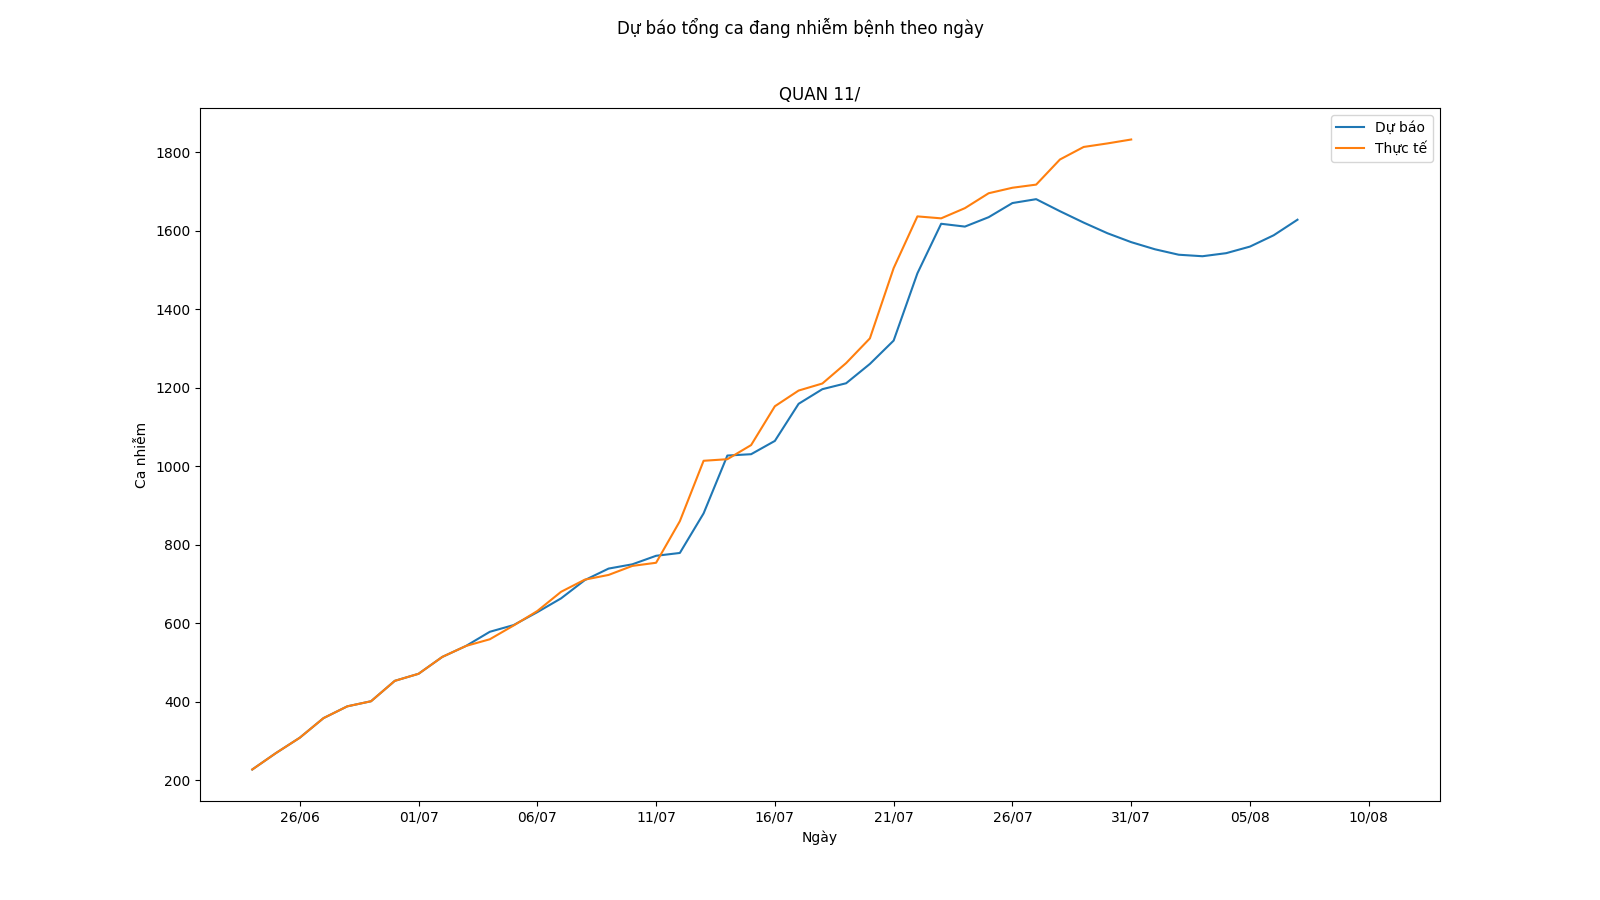 Dự báo tổng ca đang nhiễm bệnh theo ngày
QUAN 11/
Dự báo
Thực tế
Ca nhiễm
1800
1600
1400
1200
1000
800
600
400
200
26/06 01/07 06/07 11/07 16/07 21/07 26/07 31/07 05/08 10/08
Ngày